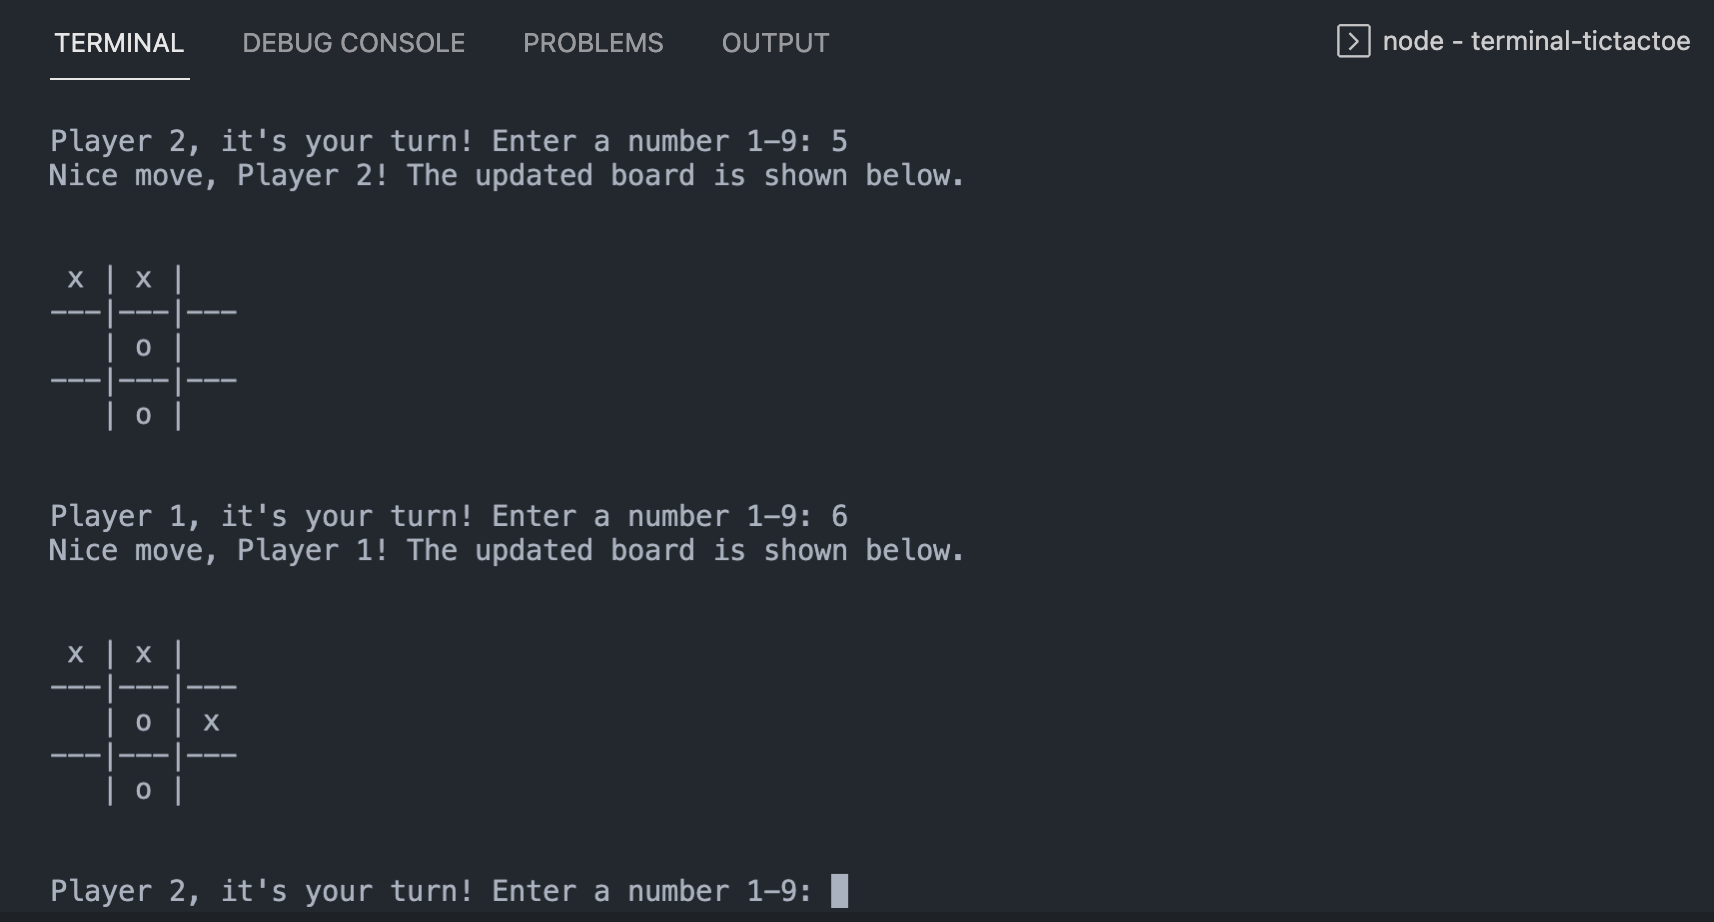 TERMINAL DEBUG CONSOLE PROBLEMS OUTPUT node - terminal-tictactoe
Player 2, it's your turn! Enter a number 1–9: 5
Nice move, Player 2! The updated board is shown below.
 x | x |
---|---|---
   | o |
---|---|---
   | o |
Player 1, it's your turn! Enter a number 1–9: 6
Nice move, Player 1! The updated board is shown below.
 x | x |
---|---|---
   | o | x
---|---|---
   | o |
Player 2, it's your turn! Enter a number 1–9: